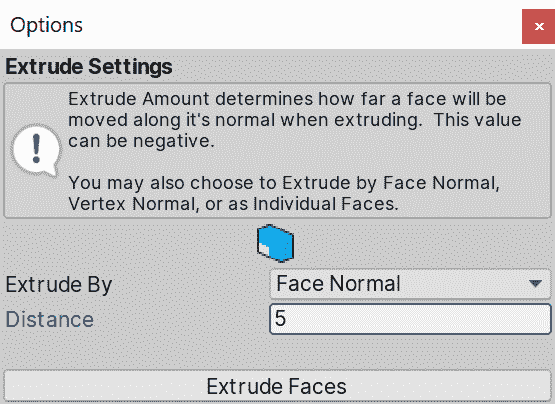 Options
Extrude Settings
Extrude Amount determines how far a face will be
moved along it's normal when extruding.  This value
can be negative.
You may also choose to Extrude by Face Normal,
Vertex Normal, or as Individual Faces.
Extrude By
Face Normal
Distance
5
Extrude Faces